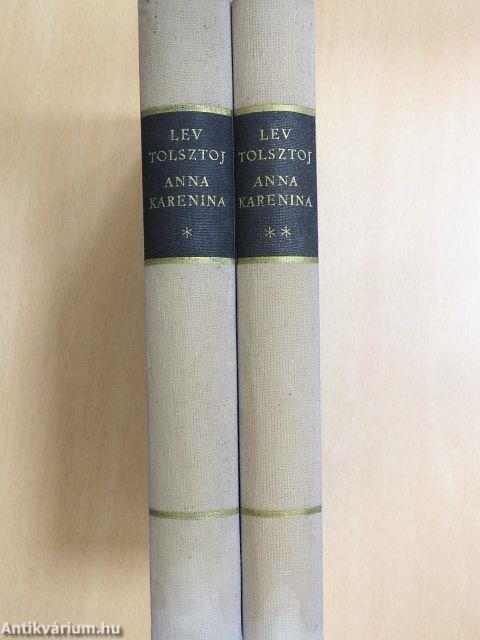 LEV
TOLSZTOJ
ANNA
KARENINA
*
LEV
TOLSZTOJ
ANNA
KARENINA
**
Antikvárium.hu